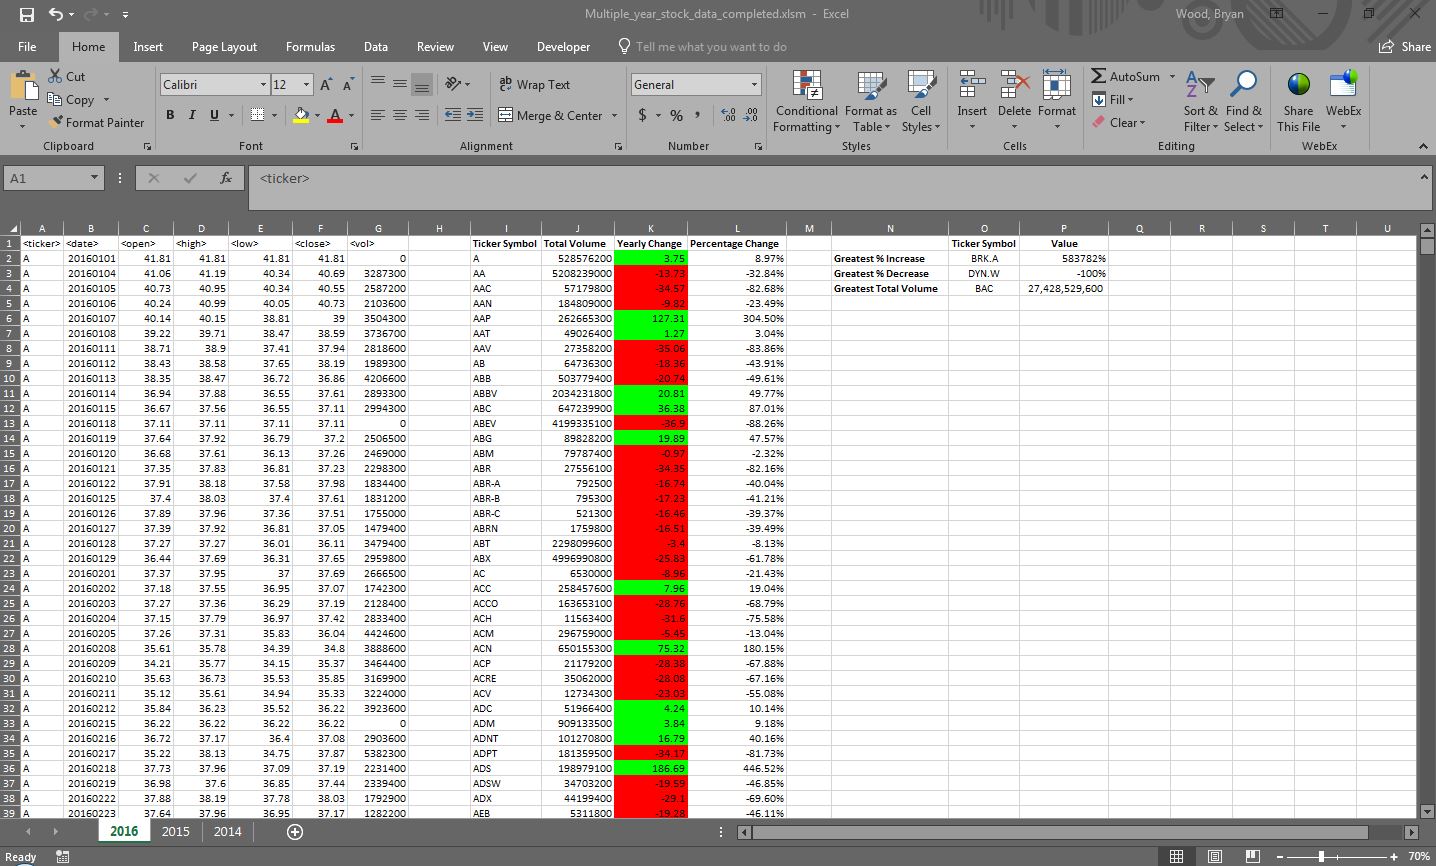 Multiple_year_stock_data_completed.xlsm - Excel
Wood, Bryan
File Home Insert Page Layout Formulas Data Review View Developer Tell me what you want to do Share
Paste Cut Copy Format Painter Clipboard
Calibri 12 B I U Font
Wrap Text Merge & Center Alignment
General $ % , Number
Conditional Formatting Format as Table Cell Styles Styles
Insert Delete Format Cells
AutoSum Fill Clear Sort & Filter Find & Select Editing
Share This File WebEx WebEx
A1 fx <ticker>
A B C D E F G H I J K L M N O P Q R S T U
1 <ticker> <date> <open> <high> <low> <close> <vol> Ticker Symbol Total Volume Yearly Change Percentage Change Ticker Symbol Value
2 A 20160101 41.81 41.81 41.81 41.81 0 A 528576200 3.75 8.97% Greatest % Increase BRK.A 583782%
3 A 20160104 41.06 41.19 40.34 40.69 3287300 AA 5208239000 -13.73 -32.84% Greatest % Decrease DYN.W -100%
4 A 20160105 40.73 40.95 40.34 40.55 2587200 AAC 57179800 -34.57 -82.68% Greatest Total Volume BAC 27,428,529,600
5 A 20160106 40.24 40.99 40.05 40.73 2103600 AAN 184809000 -9.82 -23.49%
6 A 20160107 40.14 40.15 38.81 39 3504300 AAP 262665300 127.31 304.50%
7 A 20160108 39.22 39.71 38.47 38.59 3736700 AAT 49026400 1.27 3.04%
8 A 20160111 38.71 38.9 37.41 37.94 2818600 AAV 27358200 -35.06 -83.86%
9 A 20160112 38.43 38.58 37.65 38.19 1989300 AB 64736300 -18.36 -43.91%
10 A 20160113 38.35 38.47 36.72 36.86 4206600 ABB 503779400 -20.74 -49.61%
11 A 20160114 36.94 37.88 36.55 37.61 2893300 ABBV 2034231800 20.81 49.77%
12 A 20160115 36.67 37.56 36.55 37.11 2994300 ABC 647239900 36.38 87.01%
13 A 20160118 37.11 37.11 37.11 37.11 0 ABEV 4199335100 -36.9 -88.26%
14 A 20160119 37.64 37.92 36.79 37.2 2506500 ABG 89828200 19.89 47.57%
15 A 20160120 36.68 37.61 36.13 37.26 2469000 ABM 79787400 -0.97 -2.32%
16 A 20160121 37.35 37.83 36.81 37.23 2298300 ABR 27556100 -34.35 -82.16%
17 A 20160122 37.91 38.18 37.58 37.98 1834400 ABR-A 792500 -16.74 -40.04%
18 A 20160125 37.4 38.03 37.4 37.61 1831200 ABR-B 795300 -17.23 -41.21%
19 A 20160126 37.89 37.96 37.36 37.51 1755000 ABR-C 521300 -16.46 -39.37%
20 A 20160127 37.39 37.92 36.81 37.05 1479400 ABRN 1759800 -16.51 -39.49%
21 A 20160128 37.27 37.27 36.01 36.11 3479400 ABT 2298099600 -3.4 -8.13%
22 A 20160129 36.44 37.69 36.31 37.65 2959800 ABX 4996990800 -25.83 -61.78%
23 A 20160201 37.37 37.95 37 37.69 2666500 AC 6530000 -8.96 -21.43%
24 A 20160202 37.18 37.55 36.95 37.07 1742300 ACC 258457600 7.96 19.04%
25 A 20160203 37.27 37.36 36.29 37.19 2128400 ACCO 163653100 -28.76 -68.79%
26 A 20160204 37.15 37.79 36.97 37.42 2833400 ACH 11563400 -31.6 -75.58%
27 A 20160205 37.26 37.31 35.83 36.04 4424600 ACM 296759000 -5.45 -13.04%
28 A 20160208 35.61 35.78 34.39 34.8 3888600 ACN 650155300 75.32 180.15%
29 A 20160209 34.21 35.77 34.15 35.37 3464400 ACP 21179200 -28.38 -67.88%
30 A 20160210 35.63 36.73 35.53 35.85 3169900 ACRE 35062000 -28.08 -67.16%
31 A 20160211 35.12 35.61 34.94 35.33 3224000 ACV 12734300 -23.03 -55.08%
32 A 20160212 35.84 36.23 35.52 36.22 3923600 ADC 51966400 4.24 10.14%
33 A 20160215 36.22 36.22 36.22 36.22 0 ADM 909133500 3.84 9.18%
34 A 20160216 36.72 37.17 36.4 37.08 2903600 ADNT 101270800 16.79 40.16%
35 A 20160217 35.22 38.13 34.75 37.87 5382300 ADPT 181359500 -34.17 -81.73%
36 A 20160218 37.73 37.96 37.09 37.19 2231400 ADS 198979100 186.69 446.52%
37 A 20160219 36.98 37.6 36.85 37.44 2339400 ADSW 34703200 -19.59 -46.85%
38 A 20160222 37.88 38.19 37.78 38.03 1792900 ADX 44199400 -29.1 -69.60%
39 A 20160223 37.64 37.96 36.95 37.17 1282200 AEB 5311800 -19.28 -46.11%
2016 2015 2014
Ready 70%